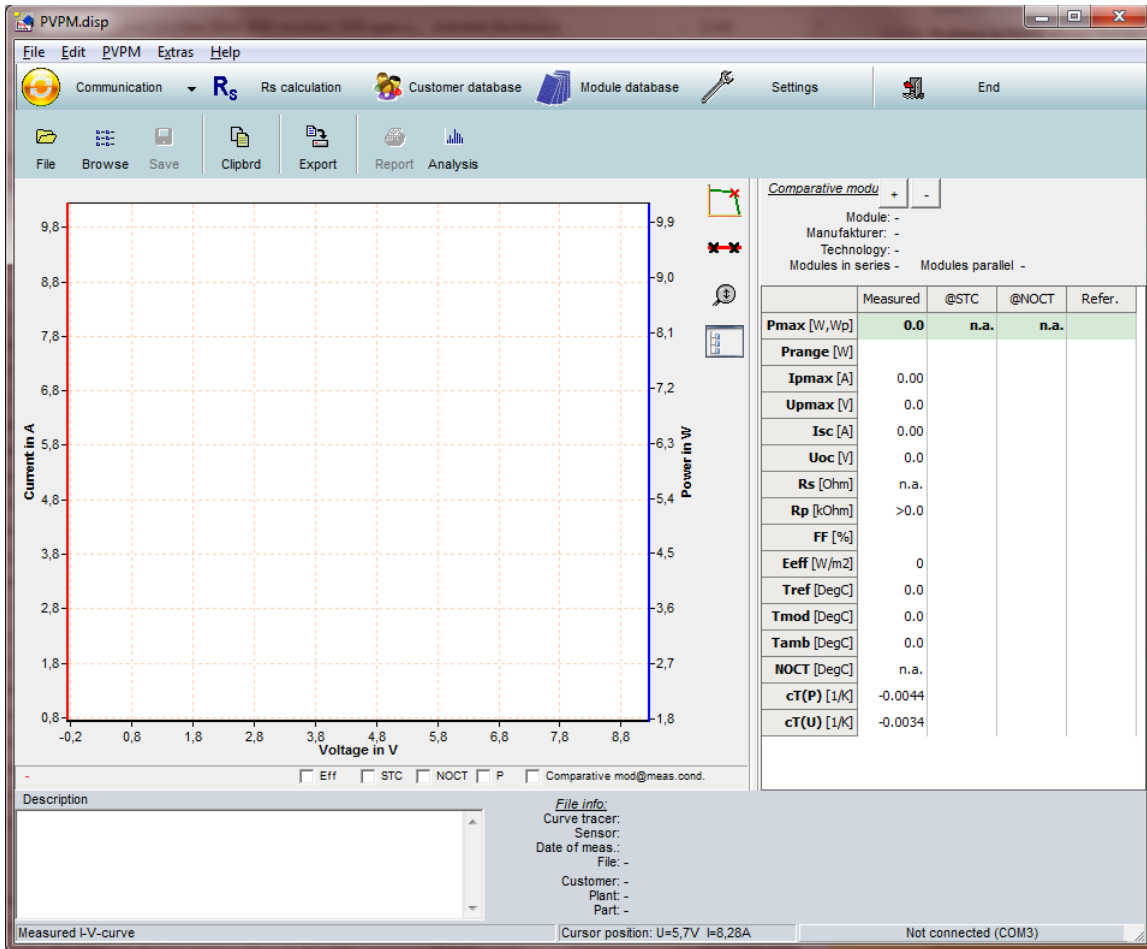 PVPM.disp
File Edit PVPM Extras Help
Communication Rs Rs calculation Customer database Module database Settings End
File Browse Save Clipbrd Export Report Analysis
Comparative modu + -
Module: -
Manufakturer: -
Technology: -
Modules in series - Modules parallel -
9,8 8,8 7,8 6,8 5,8 4,8 3,8 2,8 1,8 0,8
Current in A
9,9 9,0 8,1 7,2 6,3 5,4 4,5 3,6 2,7 1,8
Power in W
-0,2 0,8 1,8 2,8 3,8 4,8 5,8 6,8 7,8 8,8
Voltage in V
- Eff STC NOCT P Comparative mod@meas.cond.
Measured @STC @NOCT Refer.
Pmax [W,Wp] 0.0 n.a. n.a.
Prange [W]
Ipmax [A] 0.00
Upmax [V] 0.0
Isc [A] 0.00
Uoc [V] 0.0
Rs [Ohm] n.a.
Rp [kOhm] >0.0
FF [%]
Eeff [W/m2] 0
Tref [DegC] 0.0
Tmod [DegC] 0.0
Tamb [DegC] 0.0
NOCT [DegC] n.a.
cT(P) [1/K] -0.0044
cT(U) [1/K] -0.0034
Description
File info:
Curve tracer:
Sensor:
Date of meas.:
File: -
Customer: -
Plant: -
Part: -
Measured I-V-curve Cursor position: U=5,7V I=8,28A Not connected (COM3)